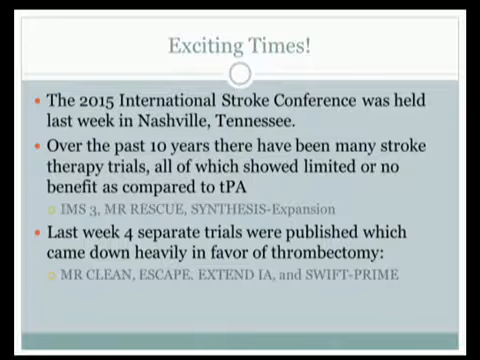 Exciting Times!
The 2015 International Stroke Conference was held
last week in Nashville, Tennessee.
Over the past 10 years there have been many stroke
therapy trials, all of which showed limited or no
benefit as compared to tPA
IMS 3, MR RESCUE, SYNTHESIS-Expansion
Last week 4 separate trials were published which
came down heavily in favor of thrombectomy:
MR CLEAN, ESCAPE. EXTEND IA, and SWIFT-PRIME